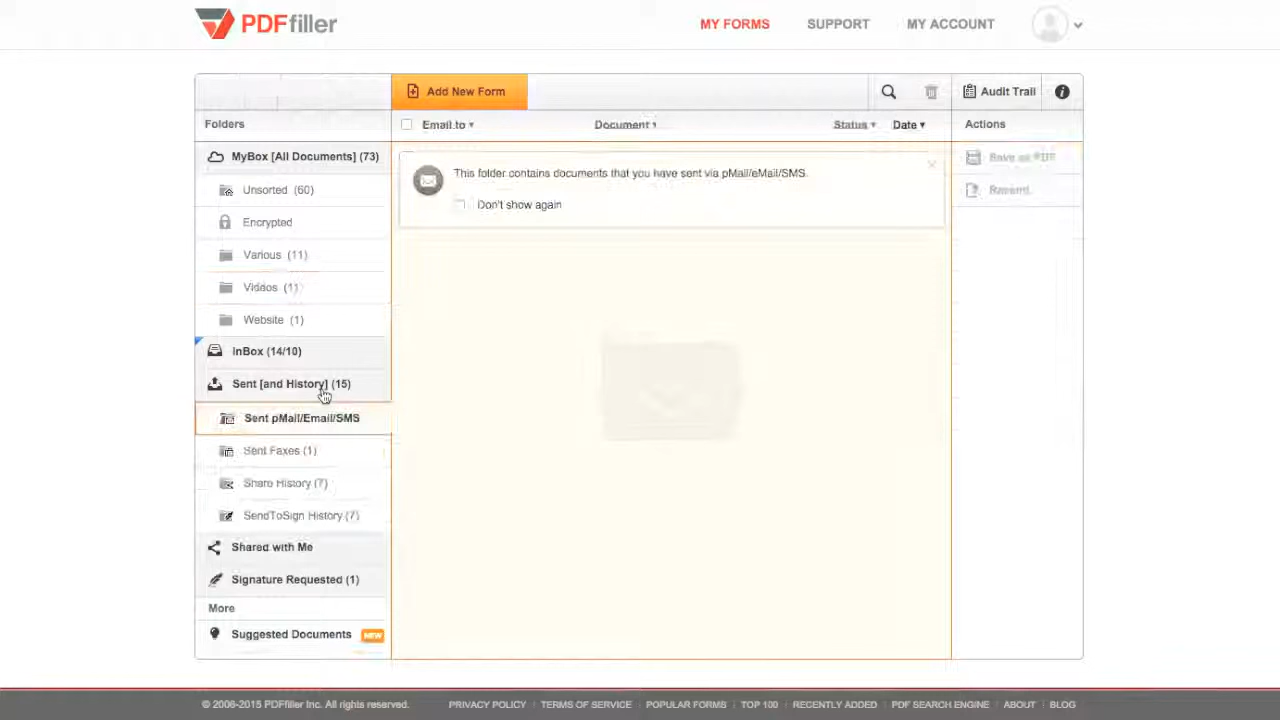 PDFfiller
MY FORMS
SUPPORT
MY ACCOUNT
Add New Form
Audit Trail
Folders
Email to
Document
Status
Date
Actions
MyBox [All Documents] (73)
Unsorted (60)
Encrypted
Various (11)
Videos (1)
Website (1)
InBox (14/10)
Sent [and History] (15)
Sent pMail/Email/SMS
Sent Faxes (1)
Share History (7)
SendToSign History (7)
Shared with Me
Signature Requested (1)
More
Suggested Documents NEW
This folder contains documents that you have sent via pMail/eMail/SMS.
Don't show again
Save as PDF
Resend
© 2006-2015 PDFfiller Inc. All rights reserved.
PRIVACY POLICY
TERMS OF SERVICE
POPULAR FORMS
TOP 100
RECENTLY ADDED
PDF SEARCH ENGINE
ABOUT
BLOG